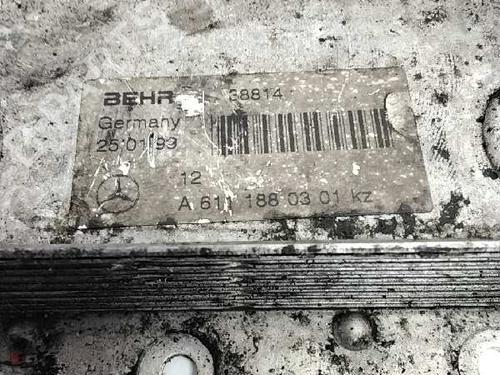 BEHR 38814
Germany
25:01:99
12
A 611 188 03 01 kz